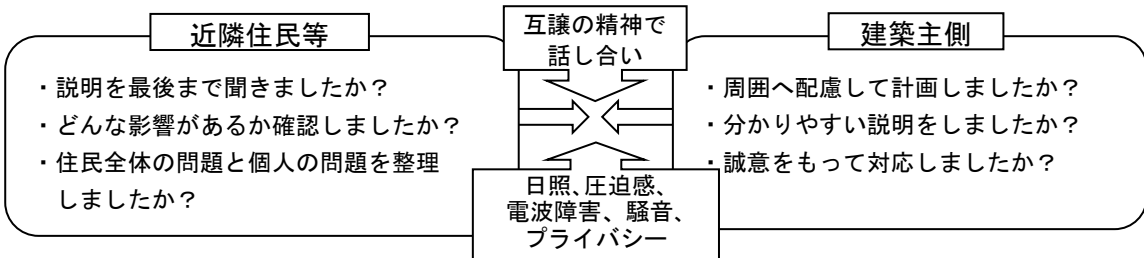 近隣住民等
・説明を最後まで聞きましたか？
・どんな影響があるか確認しましたか？
・住民全体の問題と個人の問題を整理
しましたか？
互譲の精神で
話し合い
日照、圧迫感、
電波障害、騒音、
プライバシー
建築主側
・周囲へ配慮して計画しましたか？
・分かりやすい説明をしましたか？
・誠意をもって対応しましたか？